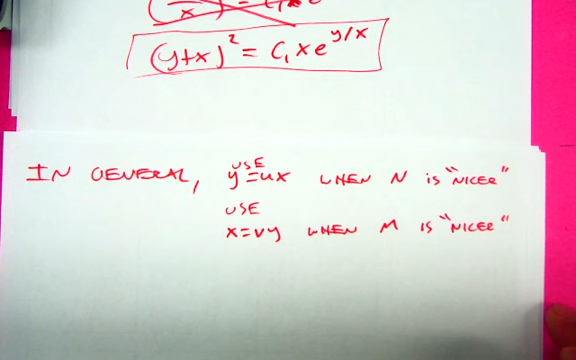 (y+x)² = C₁xe^{y/x}
IN GENERAL, USE y=ux WHEN N IS "NICER"
USE
x=vy WHEN M IS "NICER"